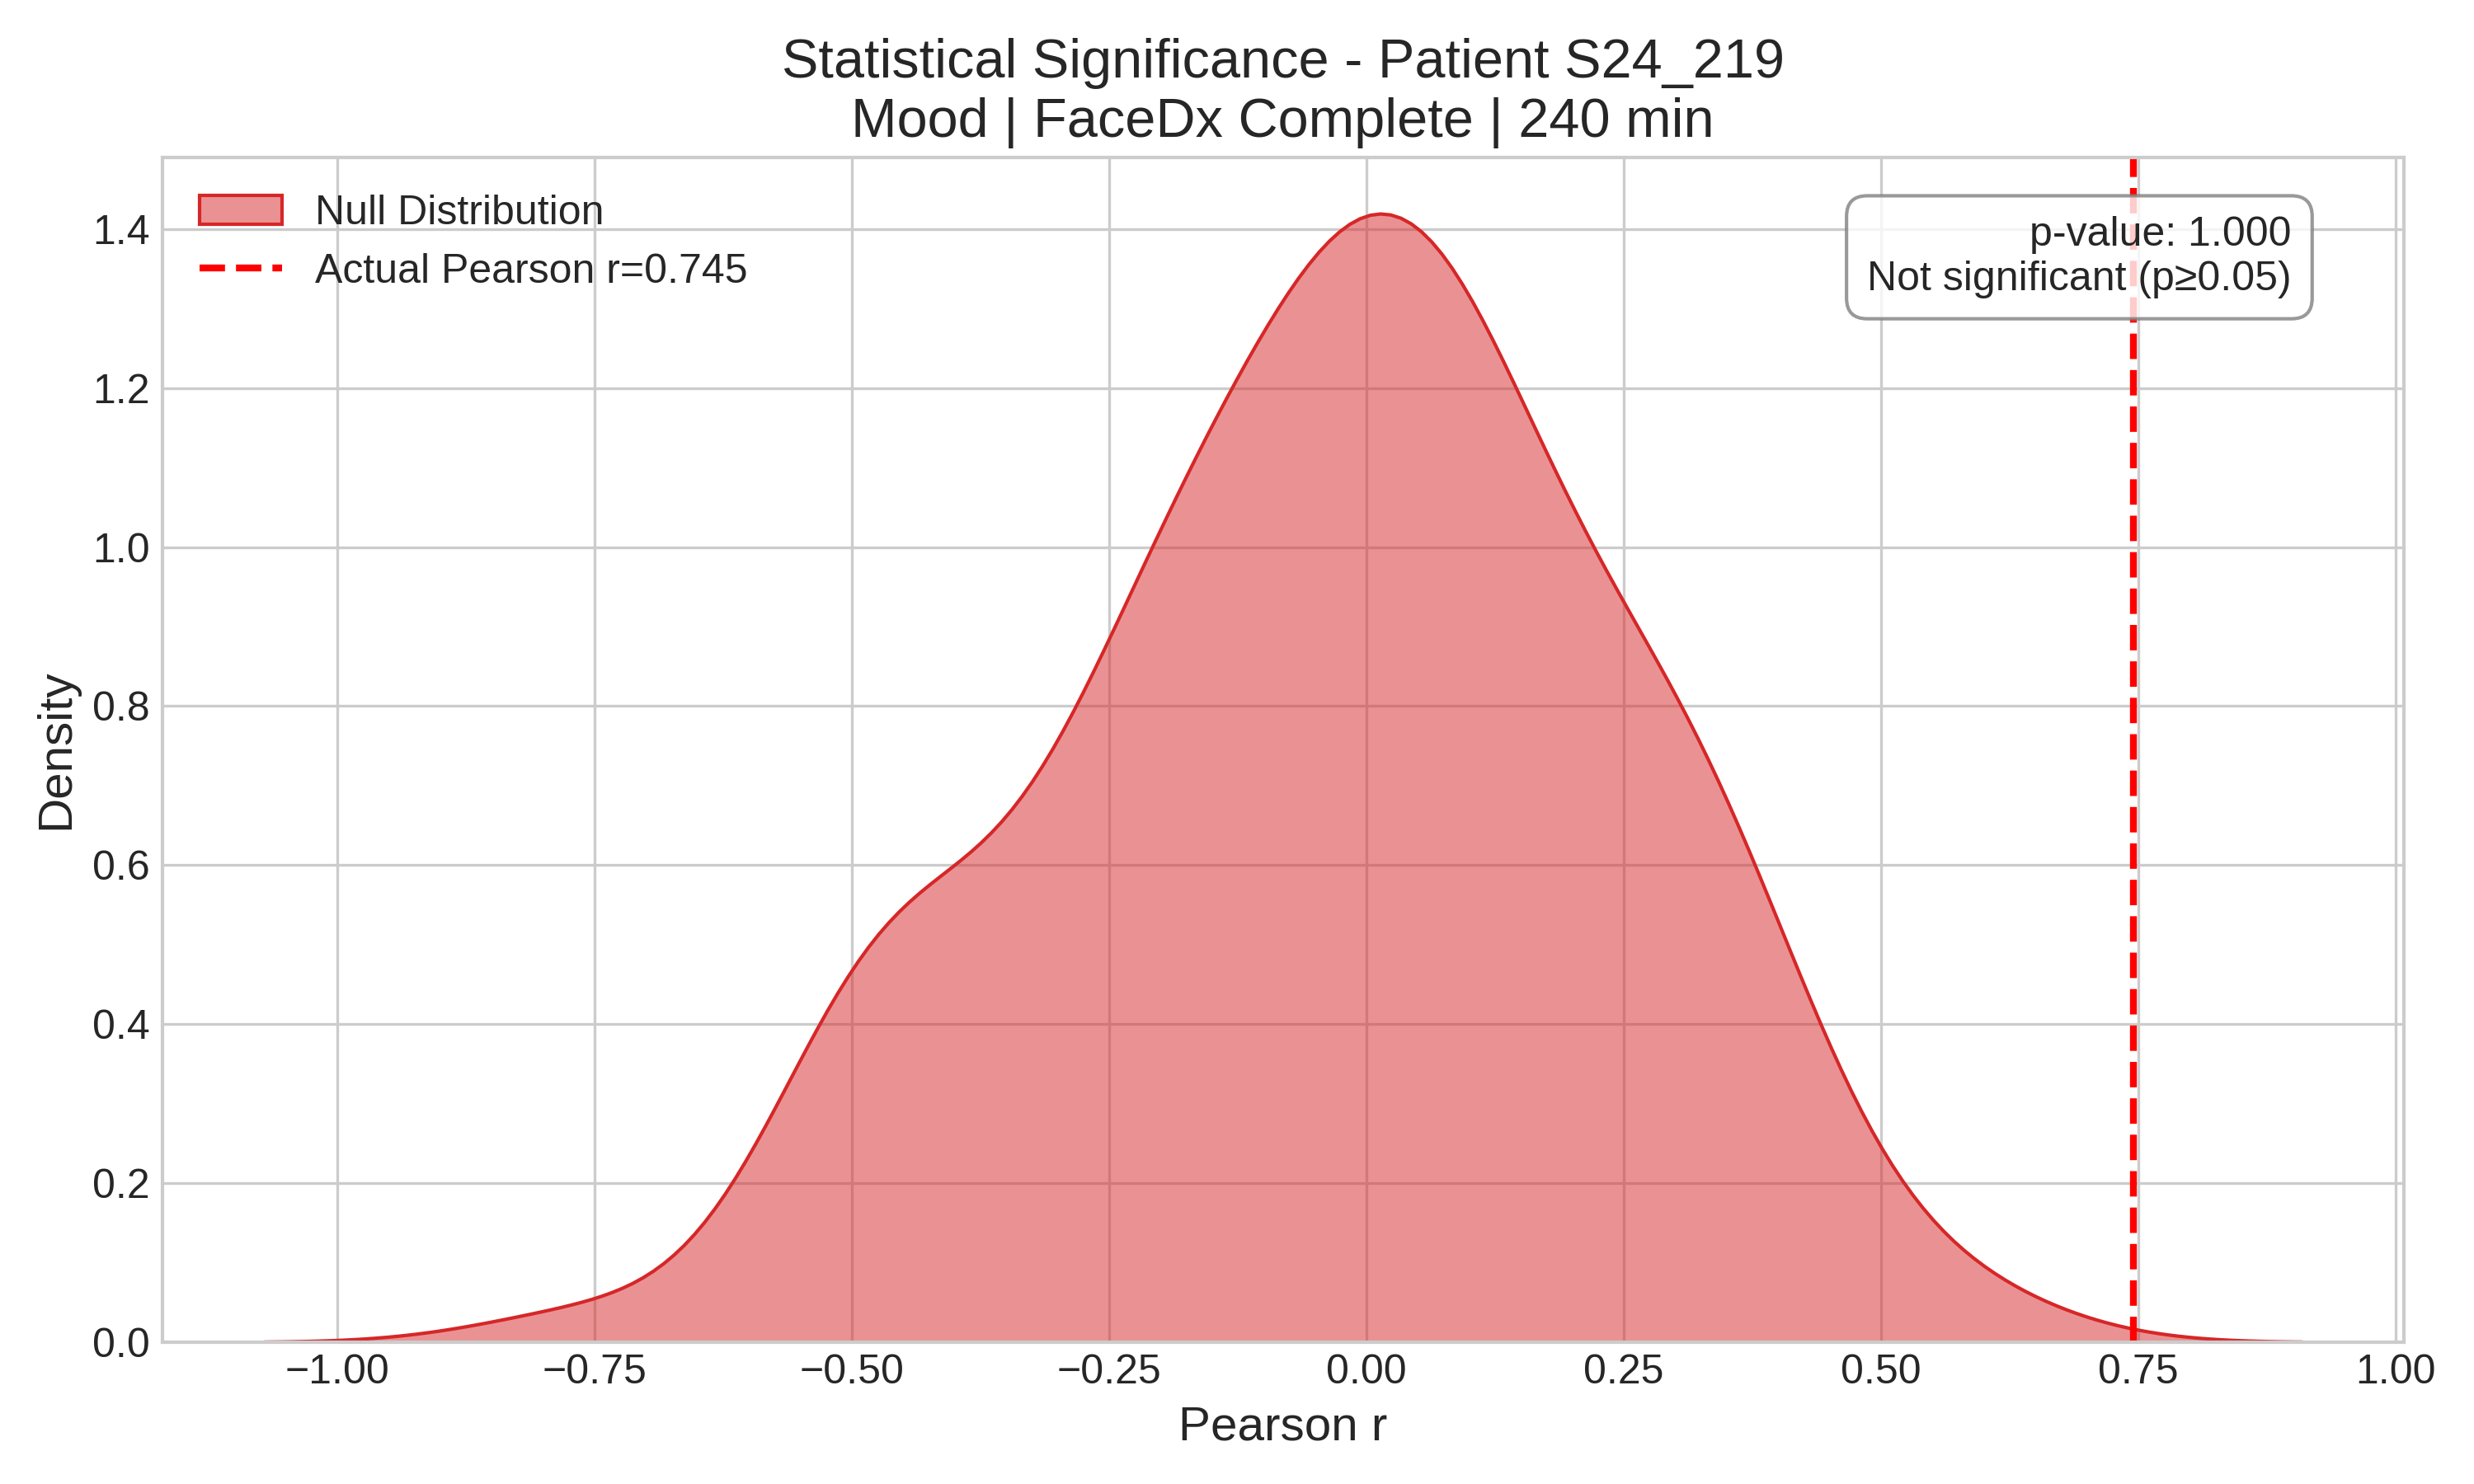 Statistical Significance - Patient S24_219
Mood | FaceDx Complete | 240 min
Null Distribution
Actual Pearson r=0.745
p-value: 1.000
Not significant (p≥0.05)
Density
1.4
1.2
1.0
0.8
0.6
0.4
0.2
0.0
−1.00 −0.75 −0.50 −0.25 0.00 0.25 0.50 0.75 1.00
Pearson r